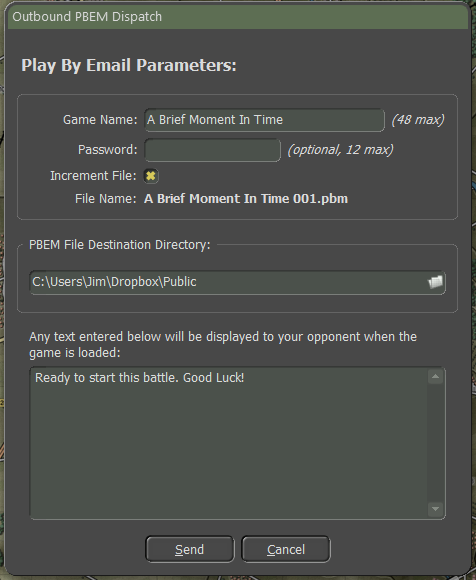 Outbound PBEM Dispatch
Play By Email Parameters:
Game Name: A Brief Moment In Time (48 max)
Password: (optional, 12 max)
Increment File:
File Name: A Brief Moment In Time 001.pbm
PBEM File Destination Directory:
C:\Users\Jim\Dropbox\Public
Any text entered below will be displayed to your opponent when the
game is loaded:
Ready to start this battle. Good Luck!
Send Cancel